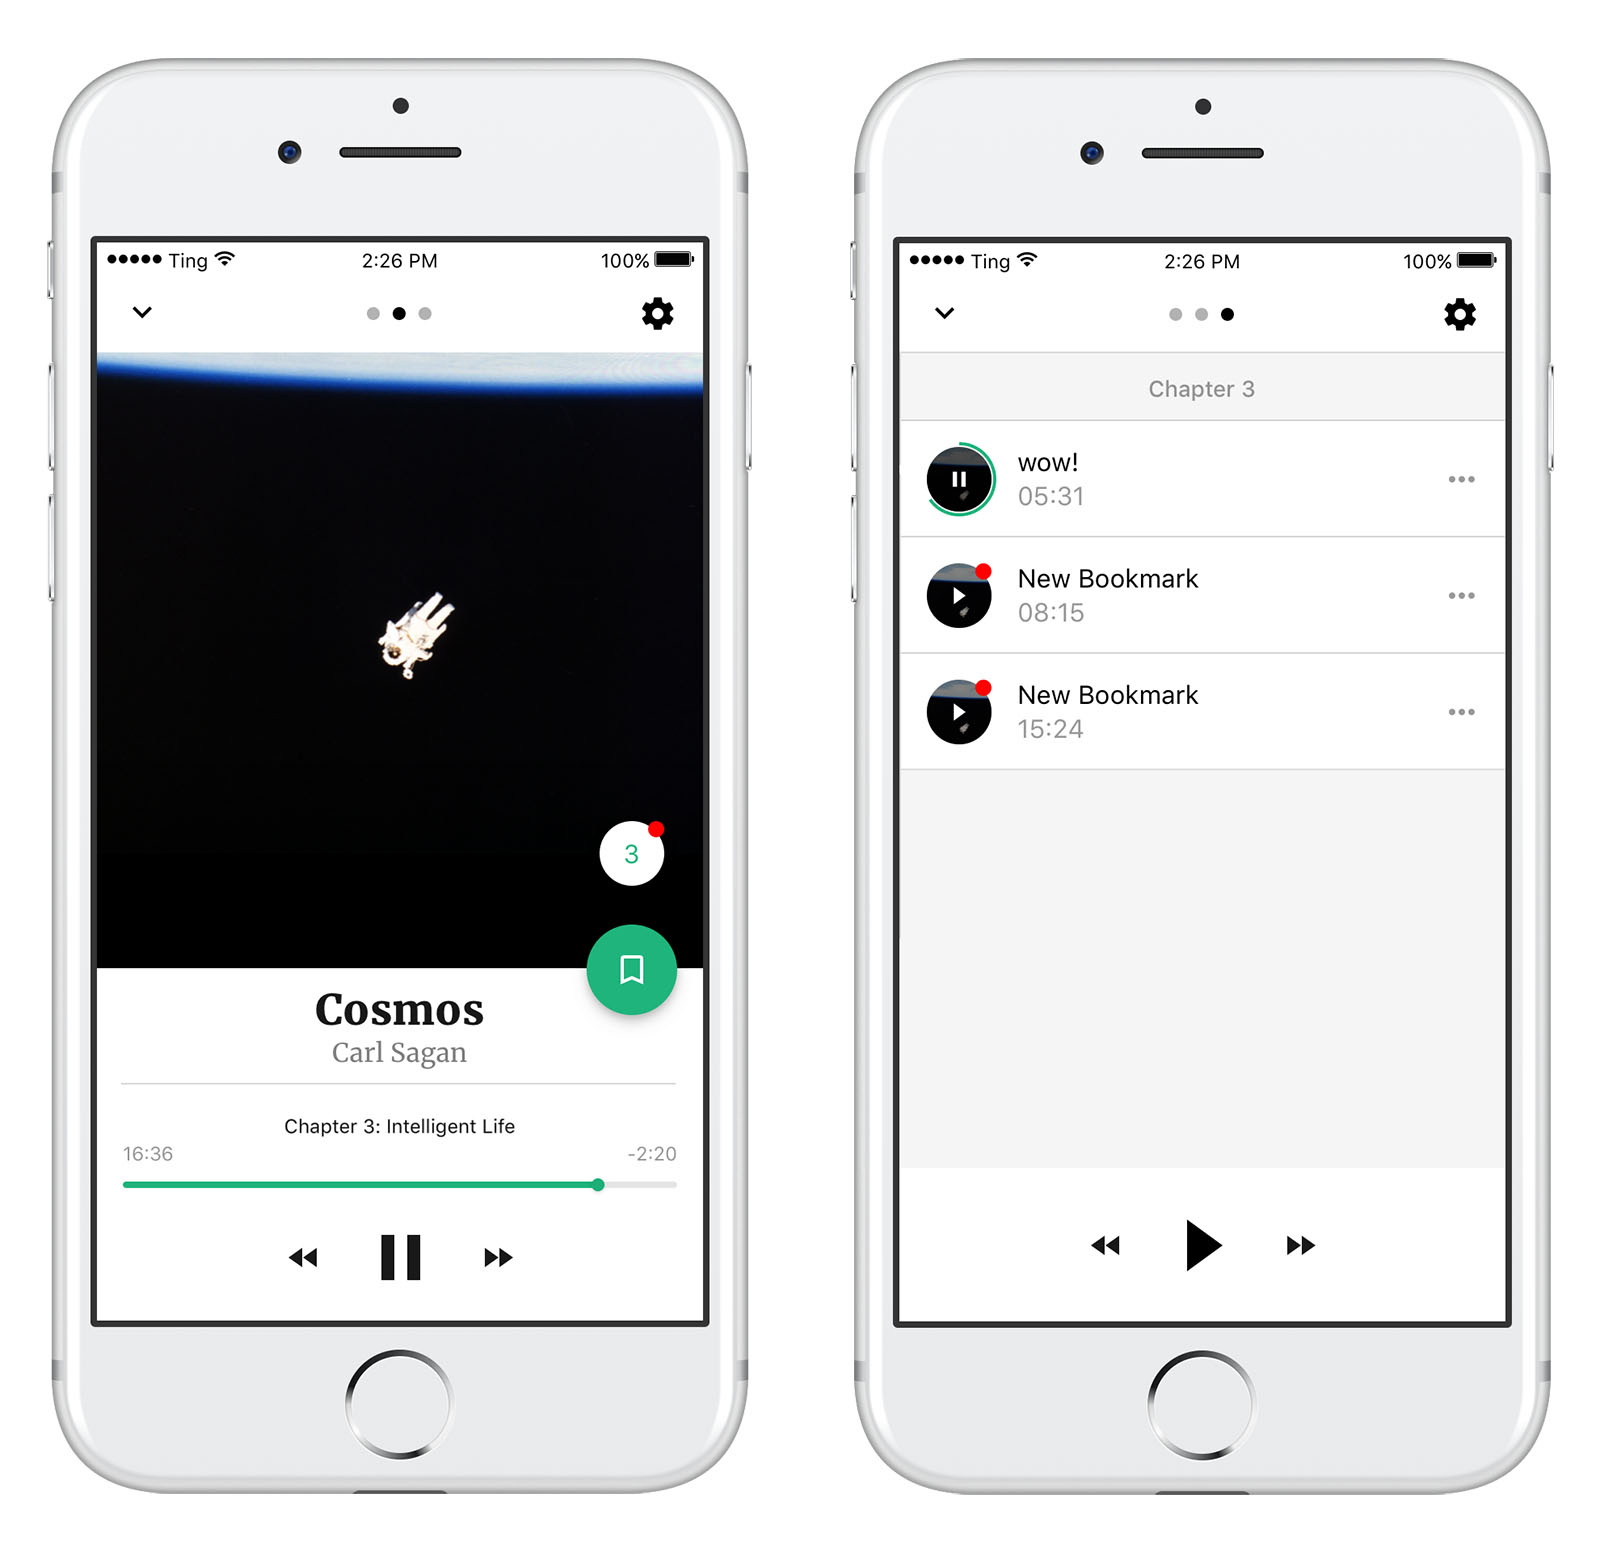 Ting 2:26 PM 100%
3
Cosmos
Carl Sagan
Chapter 3: Intelligent Life
16:36 -2:20
Ting 2:26 PM 100%
Chapter 3
wow!
05:31
New Bookmark
08:15
New Bookmark
15:24